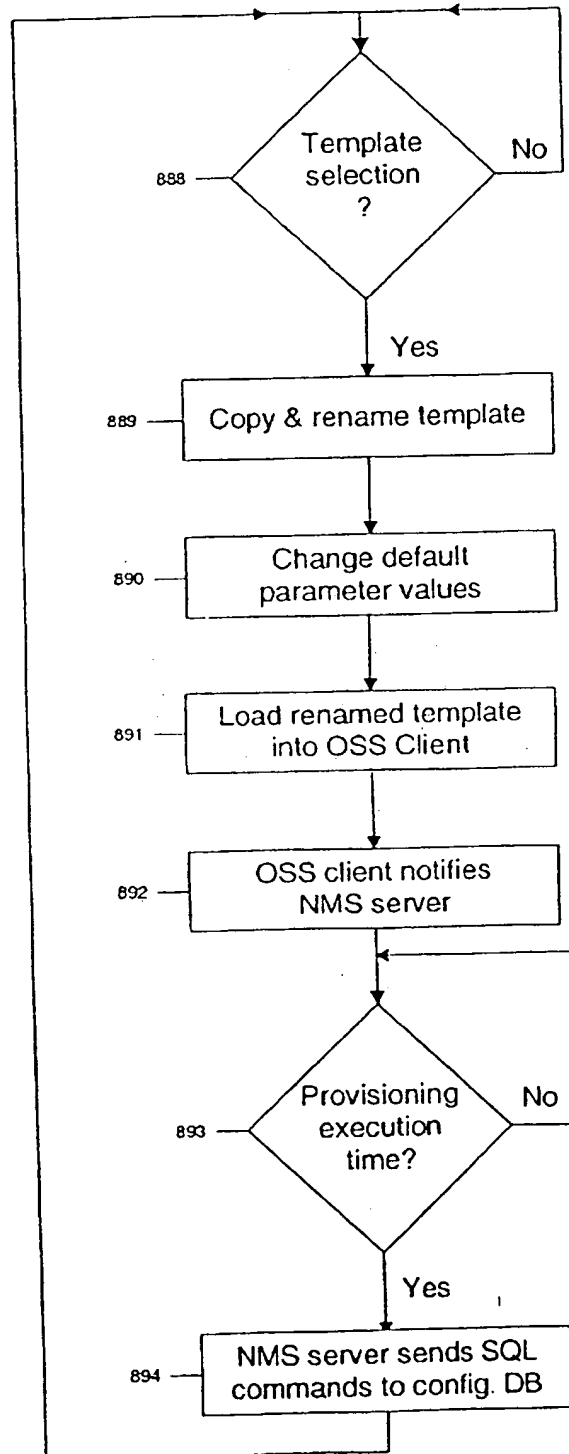 Template
selection
?
888
No
Yes
889
Copy & rename template
890
Change default
parameter values
891
Load renamed template
into OSS Client
892
OSS client notifies
NMS server
893
Provisioning
execution
time?
No
Yes
894
NMS server sends SQL
commands to config. DB